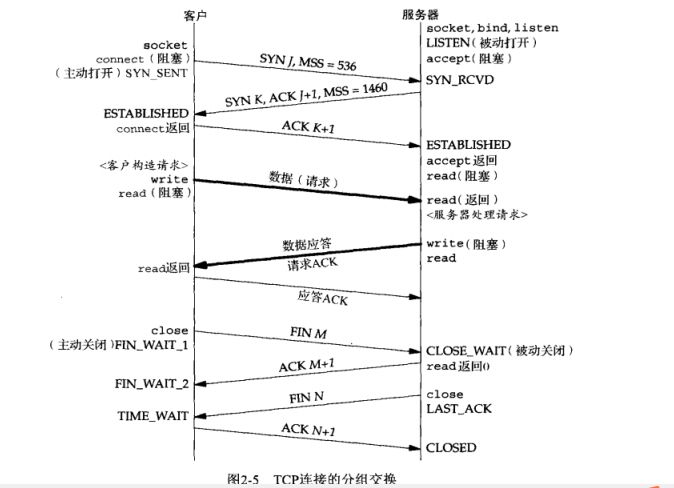 客户
服务器
socket, bind, listen
LISTEN(被动打开)
accept(阻塞)
socket
connect(阻塞)
(主动打开)SYN_SENT
SYN J, MSS = 536
SYN_RCVD
SYN K, ACK J+1, MSS = 1460
ESTABLISHED
connect返回
ACK K+1
ESTABLISHED
accept返回
read(阻塞)
<客户构造请求>
write
read(阻塞)
数据(请求)
read(返回)
<服务器处理请求>
数据应答
请求ACK
write(阻塞)
read
read返回
应答ACK
close
(主动关闭)FIN_WAIT_1
FIN M
CLOSE_WAIT(被动关闭)
read返回0
ACK M+1
FIN_WAIT_2
close
LAST_ACK
FIN N
TIME_WAIT
ACK N+1
CLOSED
图2-5 TCP连接的分组交换